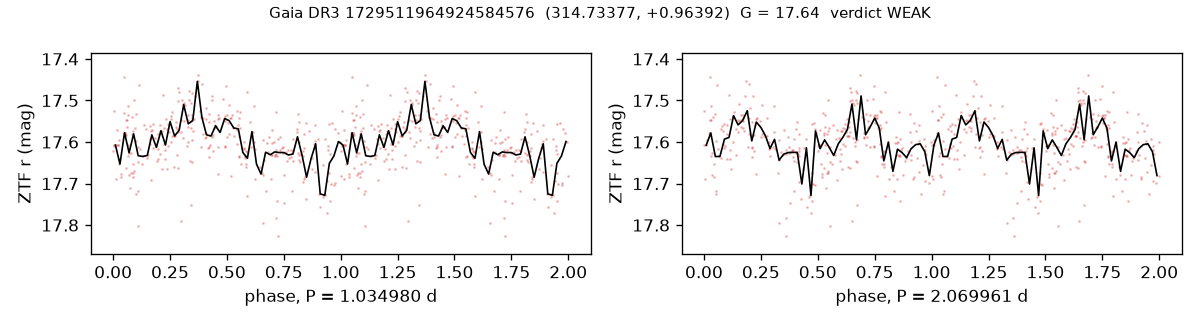 Gaia DR3 1729511964924584576  (314.73377, +0.96392)  G = 17.64  verdict WEAK
ZTF r (mag)
17.4
17.5
17.6
17.7
17.8
0.00 0.25 0.50 0.75 1.00 1.25 1.50 1.75 2.00
phase, P = 1.034980 d
ZTF r (mag)
17.4
17.5
17.6
17.7
17.8
0.00 0.25 0.50 0.75 1.00 1.25 1.50 1.75 2.00
phase, P = 2.069961 d